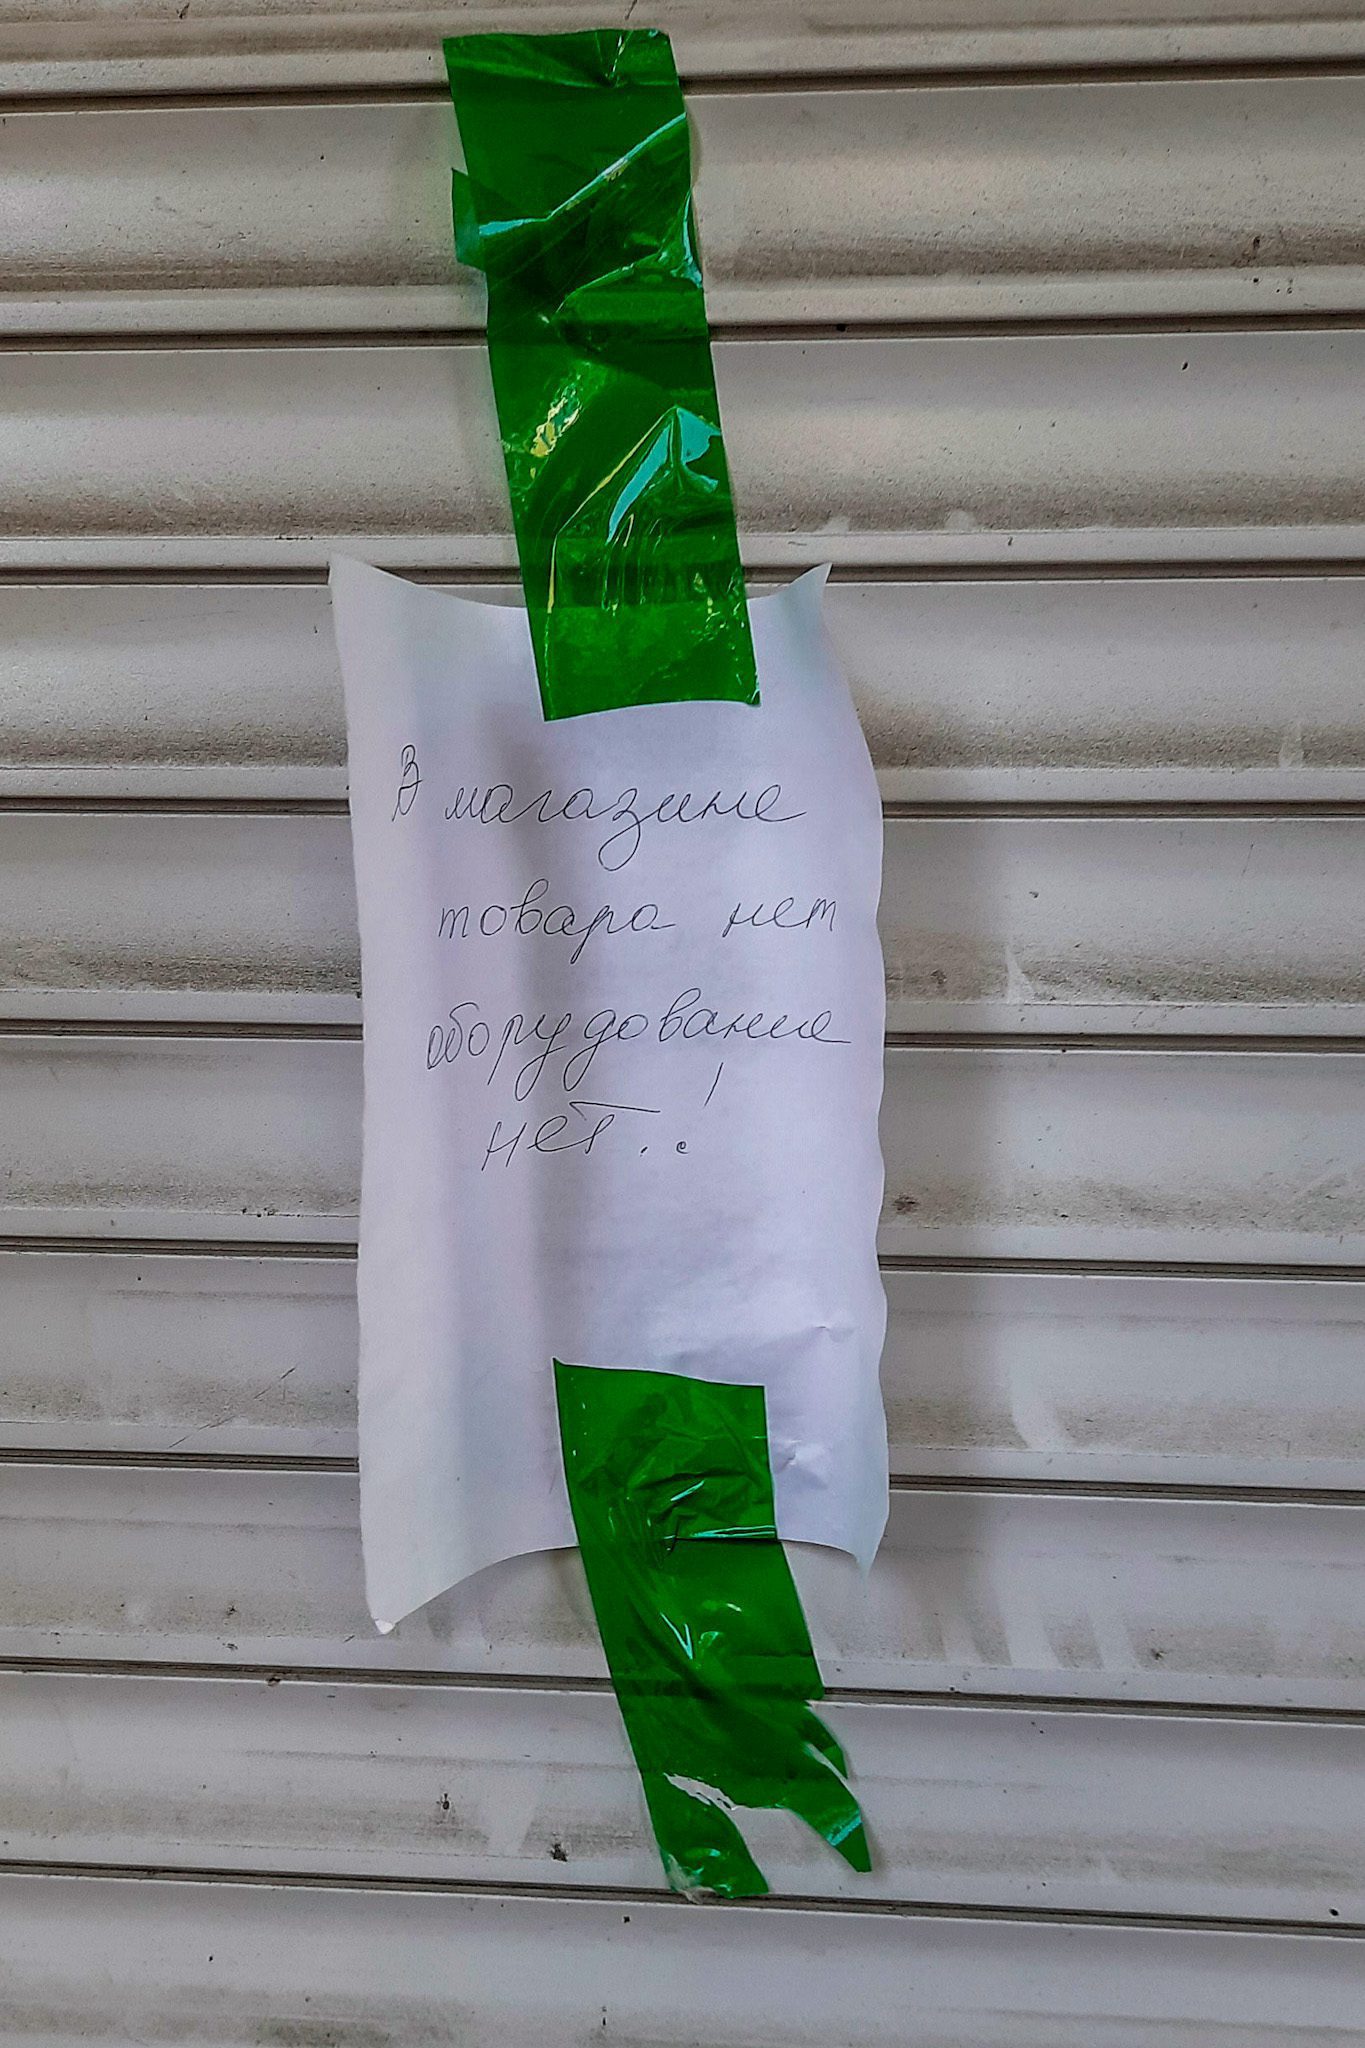 В магазине
товара нет
оборудование
нет..!